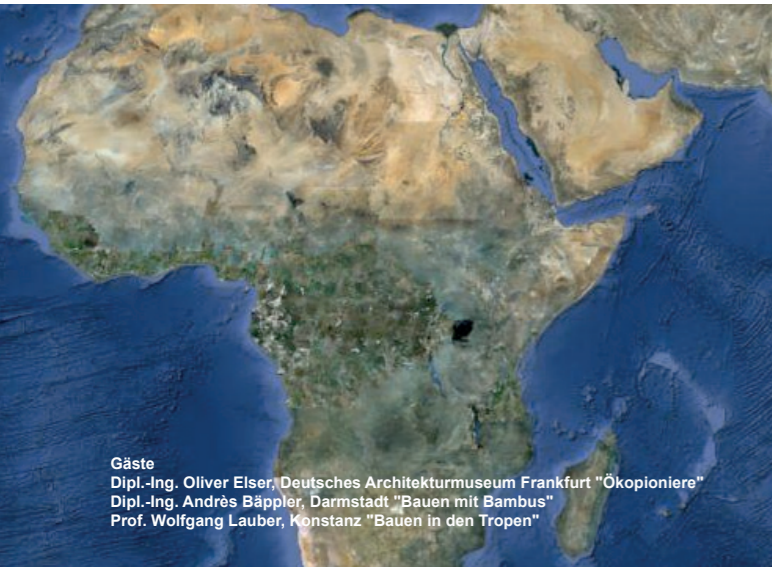 Gäste
Dipl.-Ing. Oliver Elser, Deutsches Architekturmuseum Frankfurt "Ökopioniere"
Dipl.-Ing. Andrès Bäppler, Darmstadt "Bauen mit Bambus"
Prof. Wolfgang Lauber, Konstanz "Bauen in den Tropen"